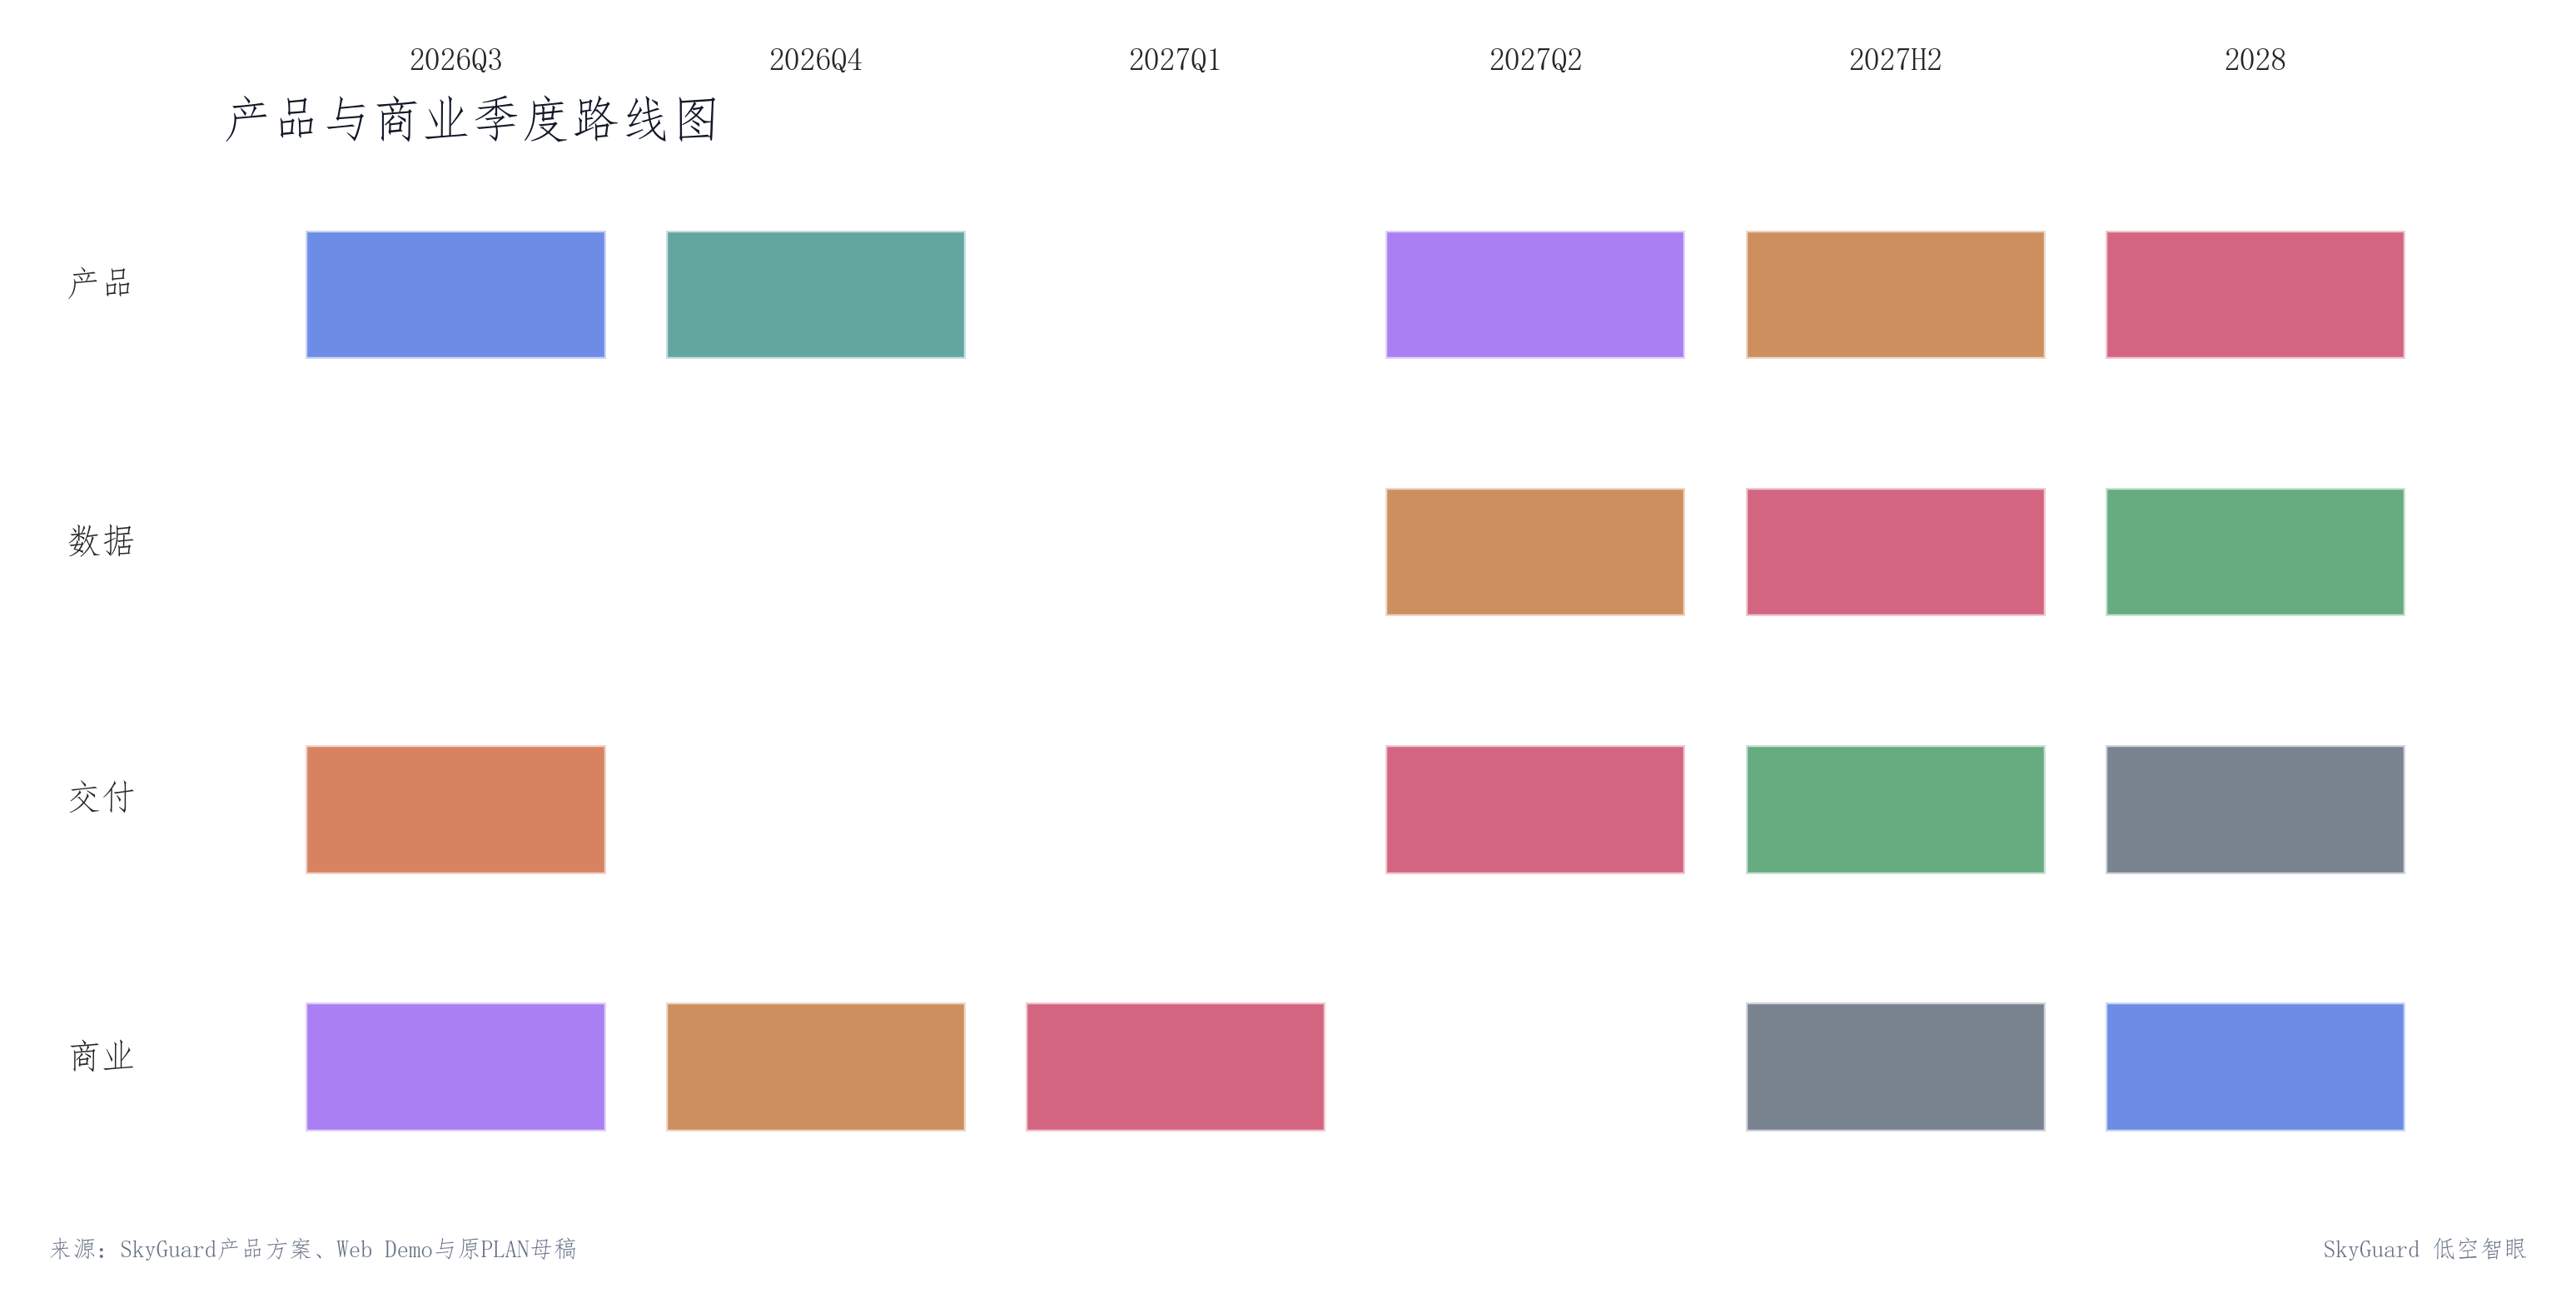 2026Q3 2026Q4 2027Q1 2027Q2 2027H2 2028
产品与商业季度路线图
产品
数据
交付
商业
来源：SkyGuard产品方案、Web Demo与原PLAN母稿
SkyGuard 低空智眼